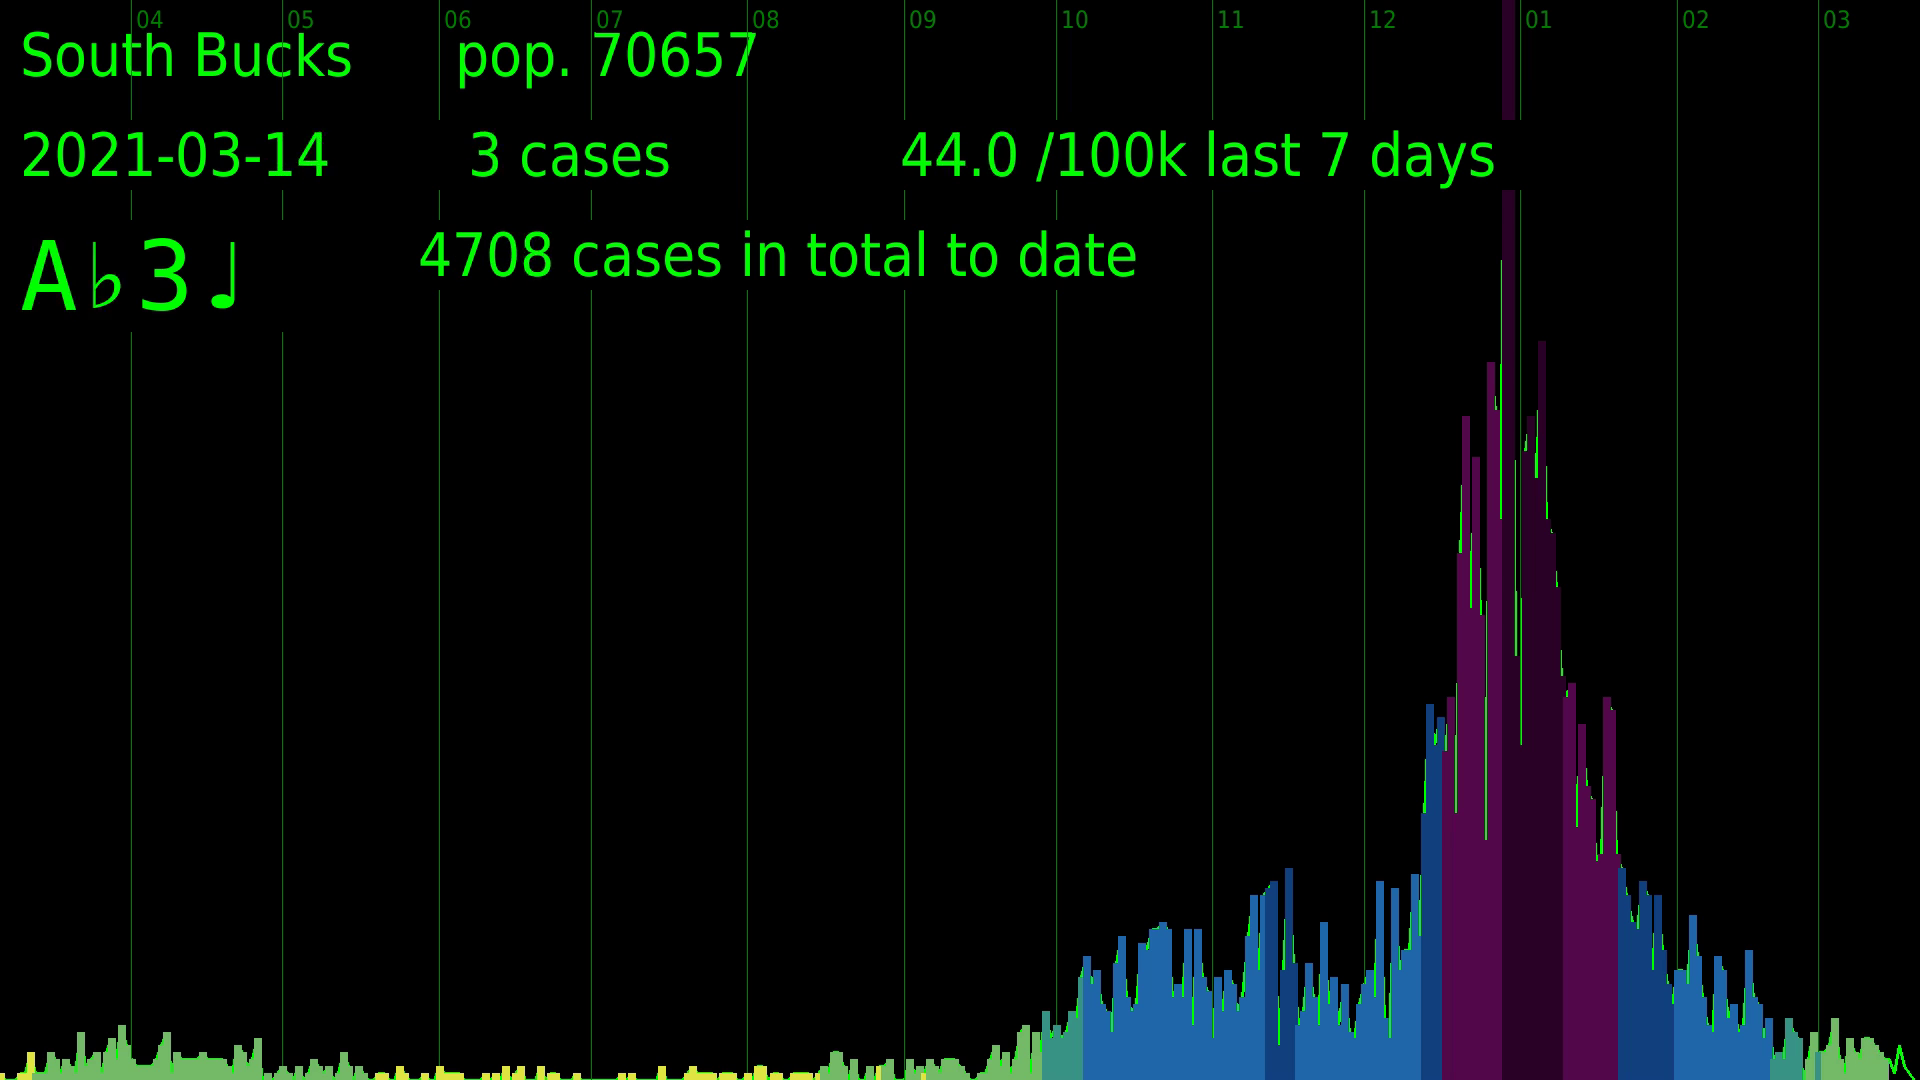 04 05 06 07 08 09 10 11 12 01 02 03
South Bucks pop. 70657
2021-03-14 3 cases 44.0 /100k last 7 days
A♭3♩ 4708 cases in total to date